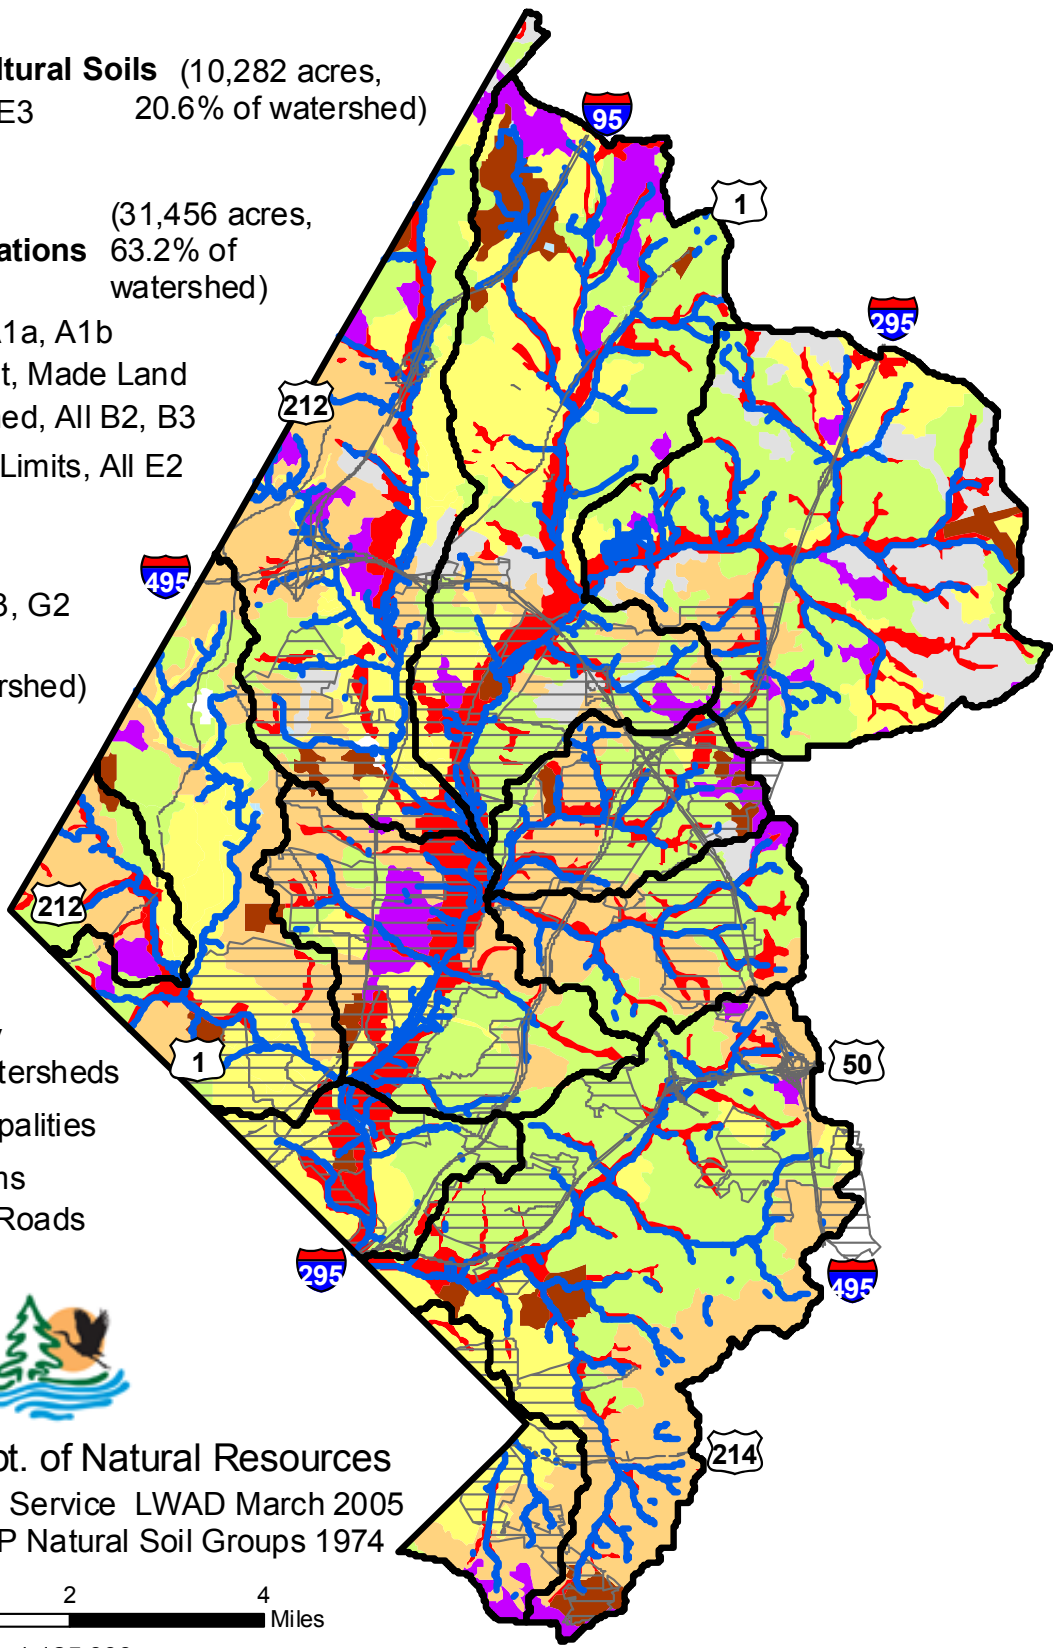 ltural Soils (10,282 acres,
E3 20.6% of watershed)
95
1
(31,456 acres,
ations 63.2% of
watershed)
A1a, A1b
295
t, Made Land
212
ned, All B2, B3
Limits, All E2
495
3, G2
rshed)
212
1
50
tersheds
palities
ns
Roads
295
495
pt. of Natural Resources
214
Service LWAD March 2005
P Natural Soil Groups 1974
2 4
Miles